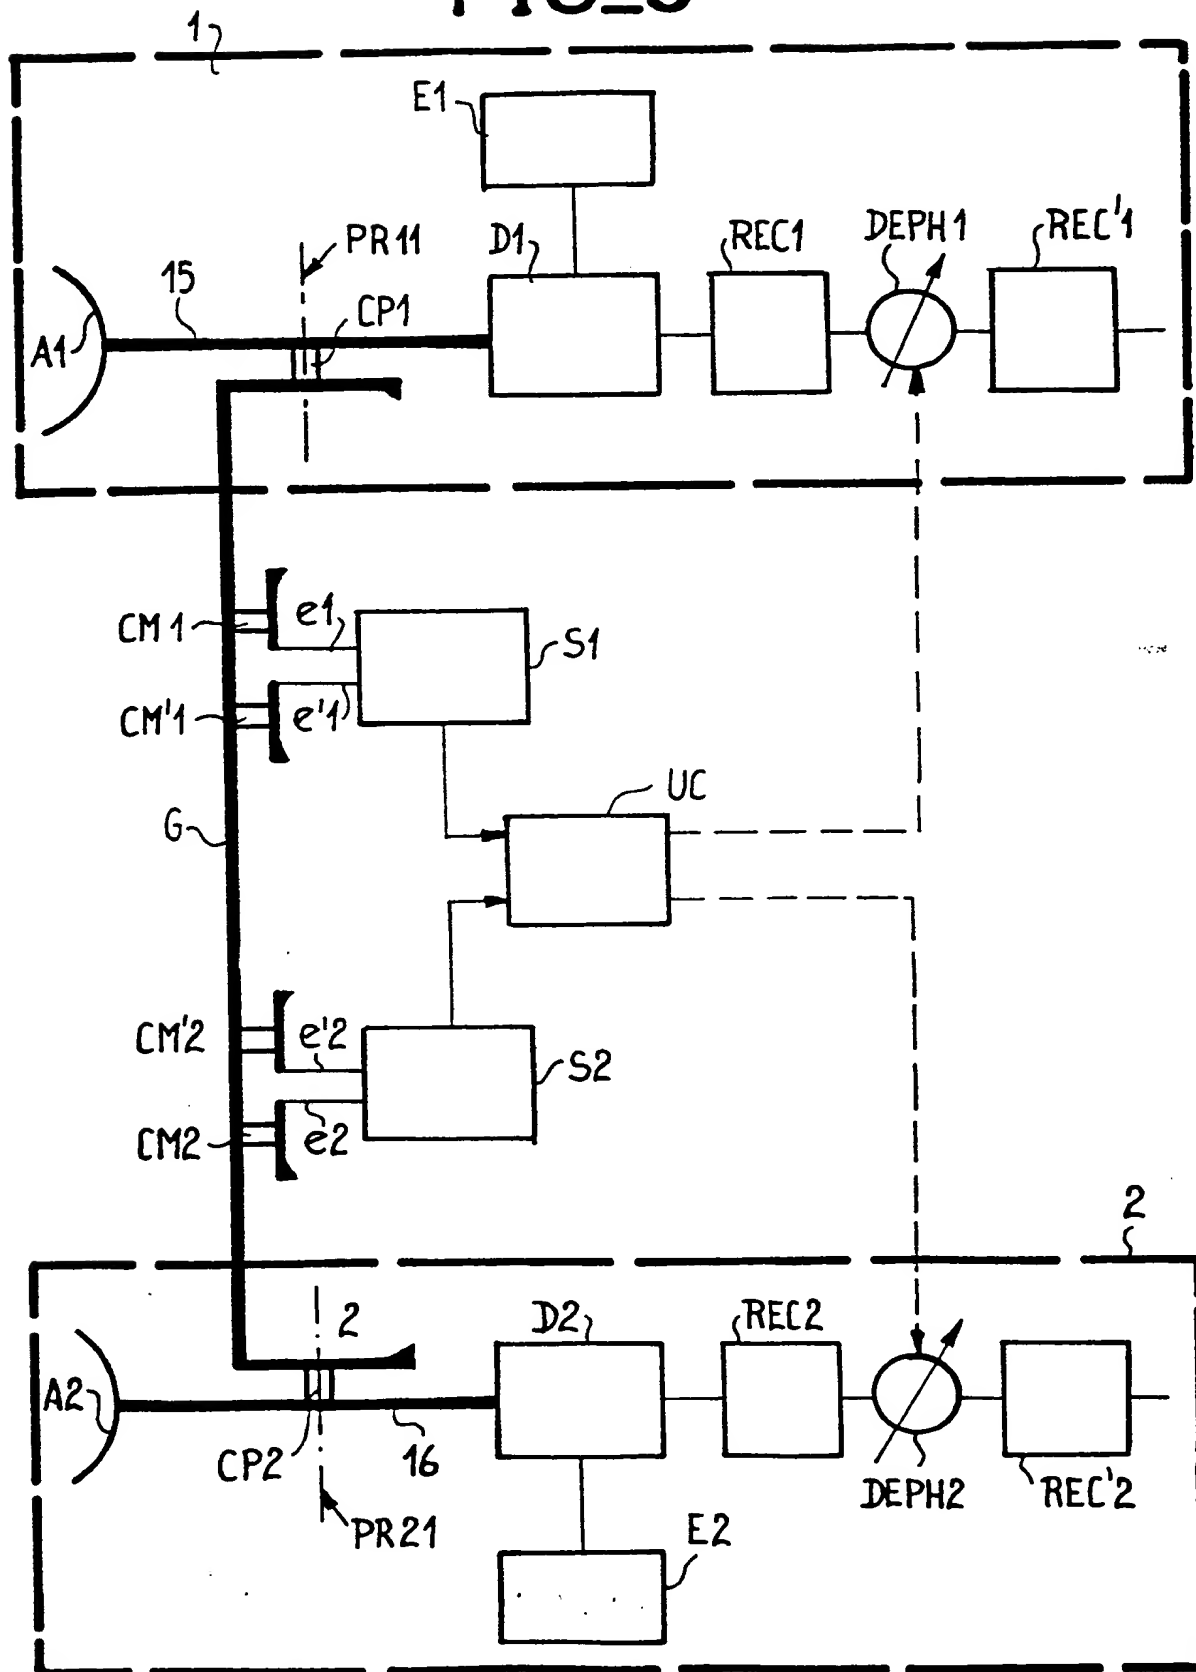 1
E1
PR11
D1
REC1
DEPH1
REC'1
15
CP1
A1
CM1
e1
S1
CM'1
e'1
UC
G
CM'2
e'2
S2
CM2
e2
2
2
D2
REC2
A2
CP2
16
DEPH2
REC'2
PR21
E2